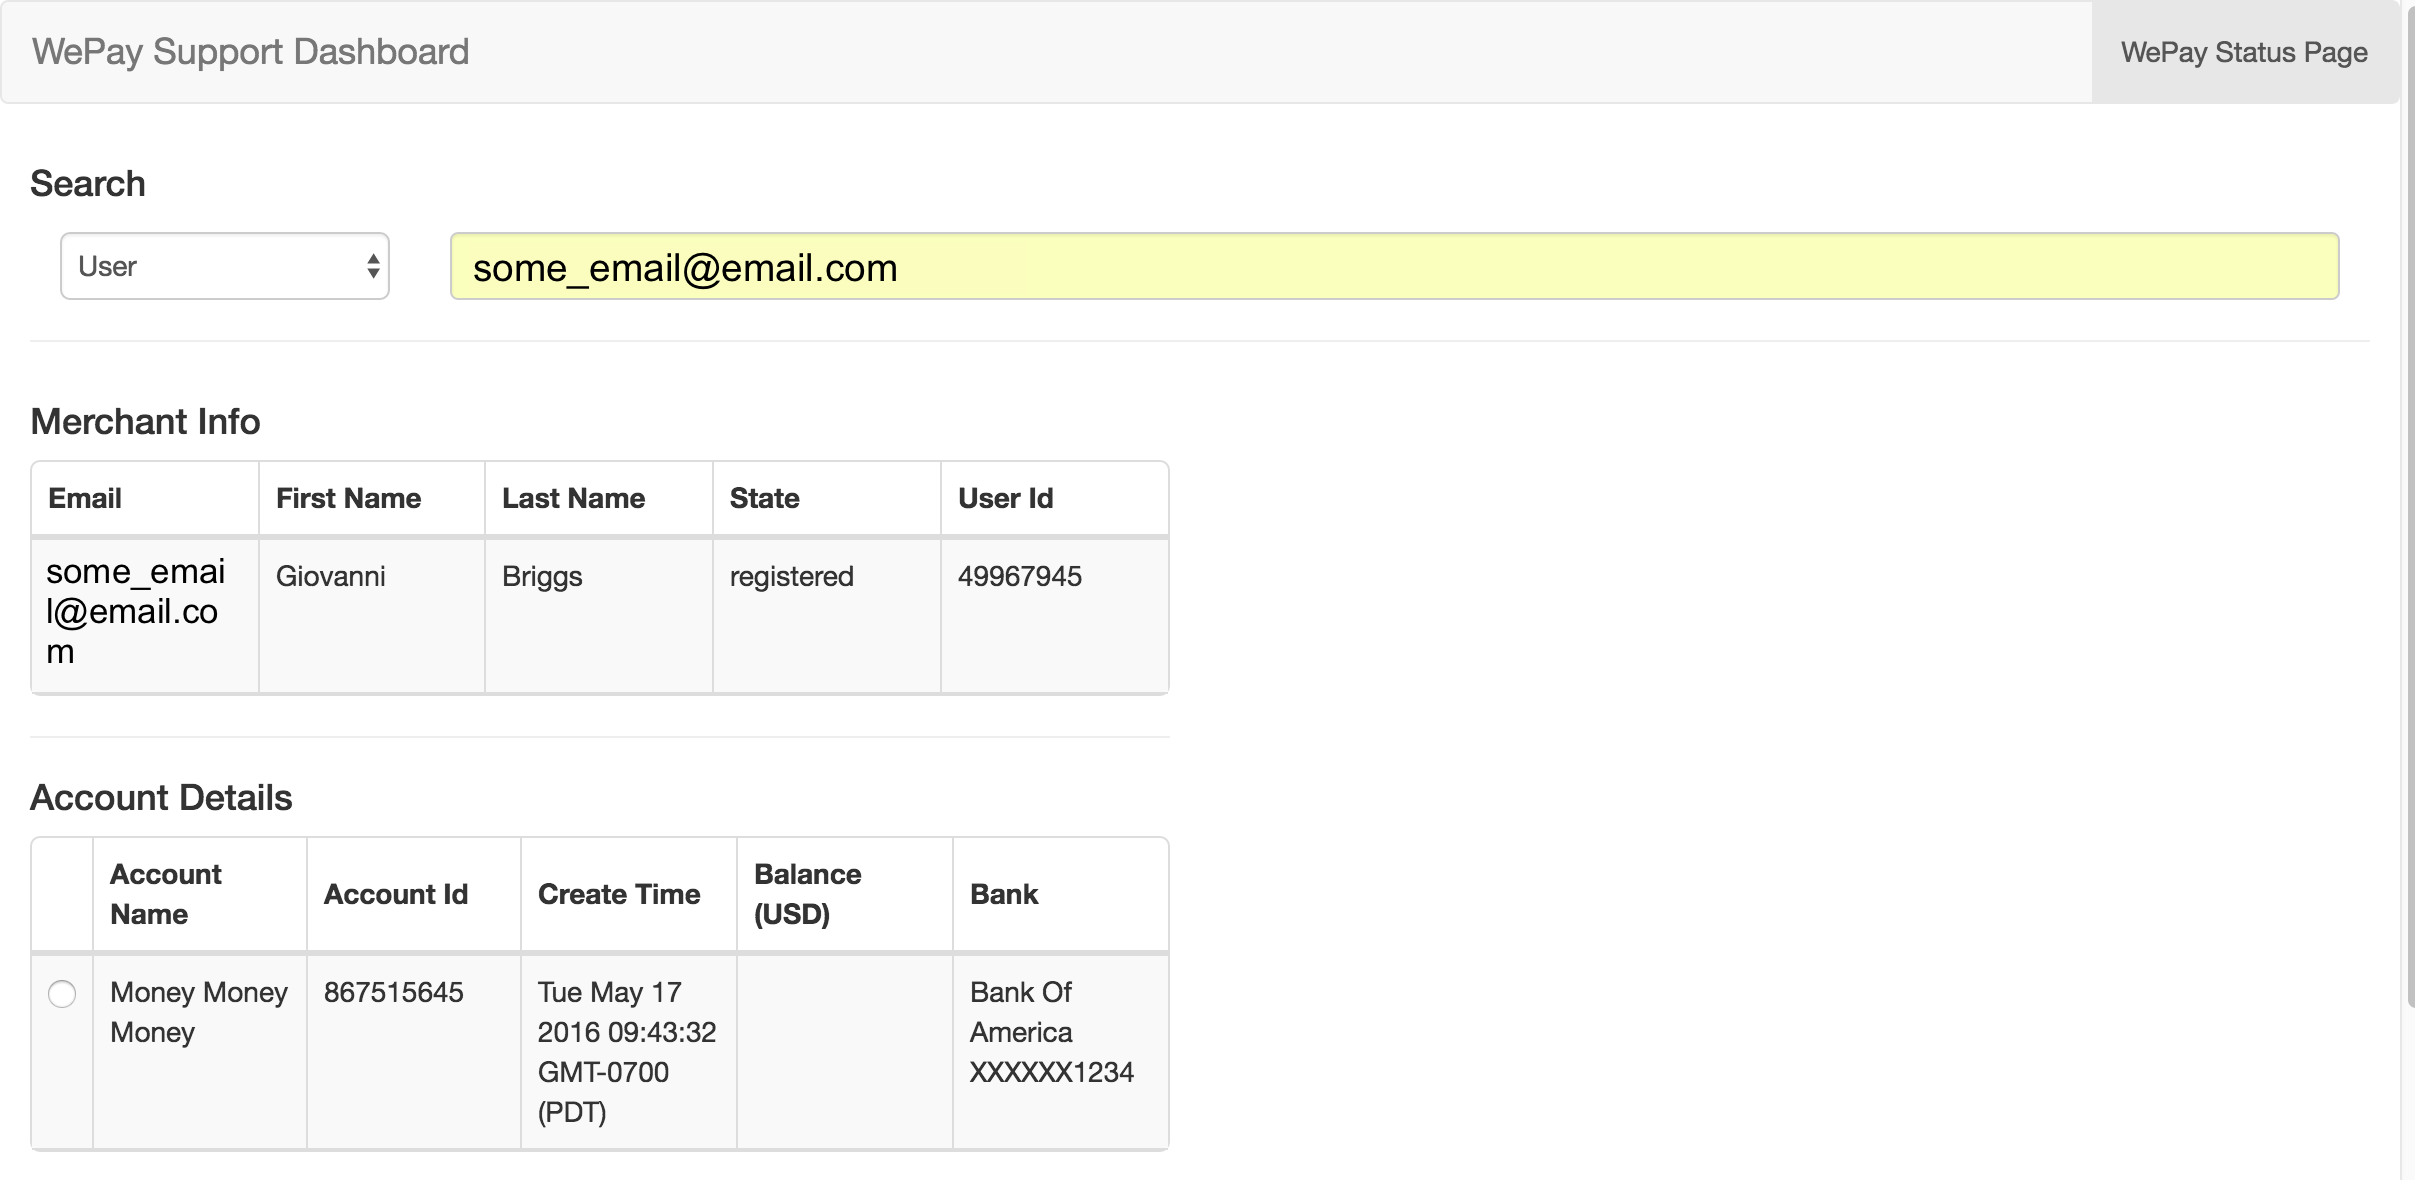 WePay Support Dashboard
WePay Status Page
Search
User
some_email@email.com
Merchant Info
Email First Name Last Name State User Id
some_emai Giovanni Briggs registered 49967945
l@email.co
m
Account Details
Account Name Account Id Create Time Balance (USD) Bank
Money Money 867515645 Tue May 17 Bank Of
Money 2016 09:43:32 America
GMT-0700 XXXXXX1234
(PDT)